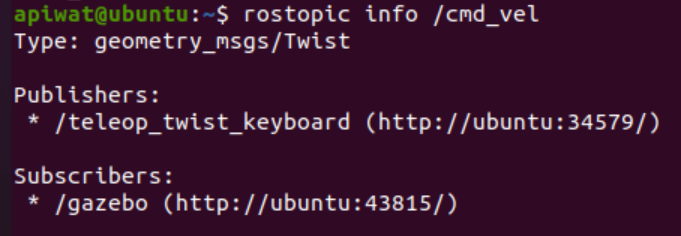 apiwat@ubuntu:~$ rostopic info /cmd_vel
Type: geometry_msgs/Twist

Publishers:
 * /teleop_twist_keyboard (http://ubuntu:34579/)

Subscribers:
 * /gazebo (http://ubuntu:43815/)